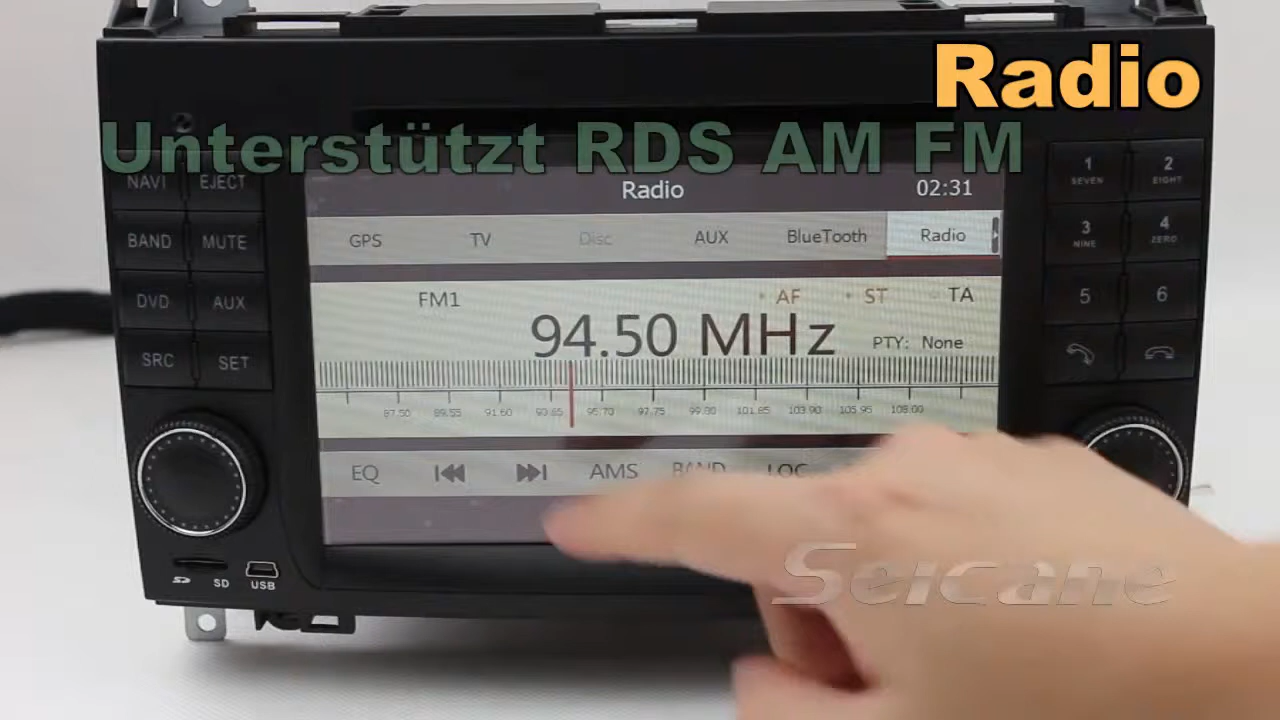 Radio
Unterstützt RDS AM FM
NAVI EJECT
BAND MUTE
DVD AUX
SRC SET
SD USB
Radio 02:31
GPS TV Disc AUX BlueTooth Radio
FM1 AF ST TA
94.50 MHz PTY: None
87.50 89.55 91.60 93.65 95.70 97.75 99.80 101.85 103.90 105.95 108.00
EQ AMS BAND LOC
1 2
SEVEN EIGHT
3 4
NINE ZERO
5 6
Seicane